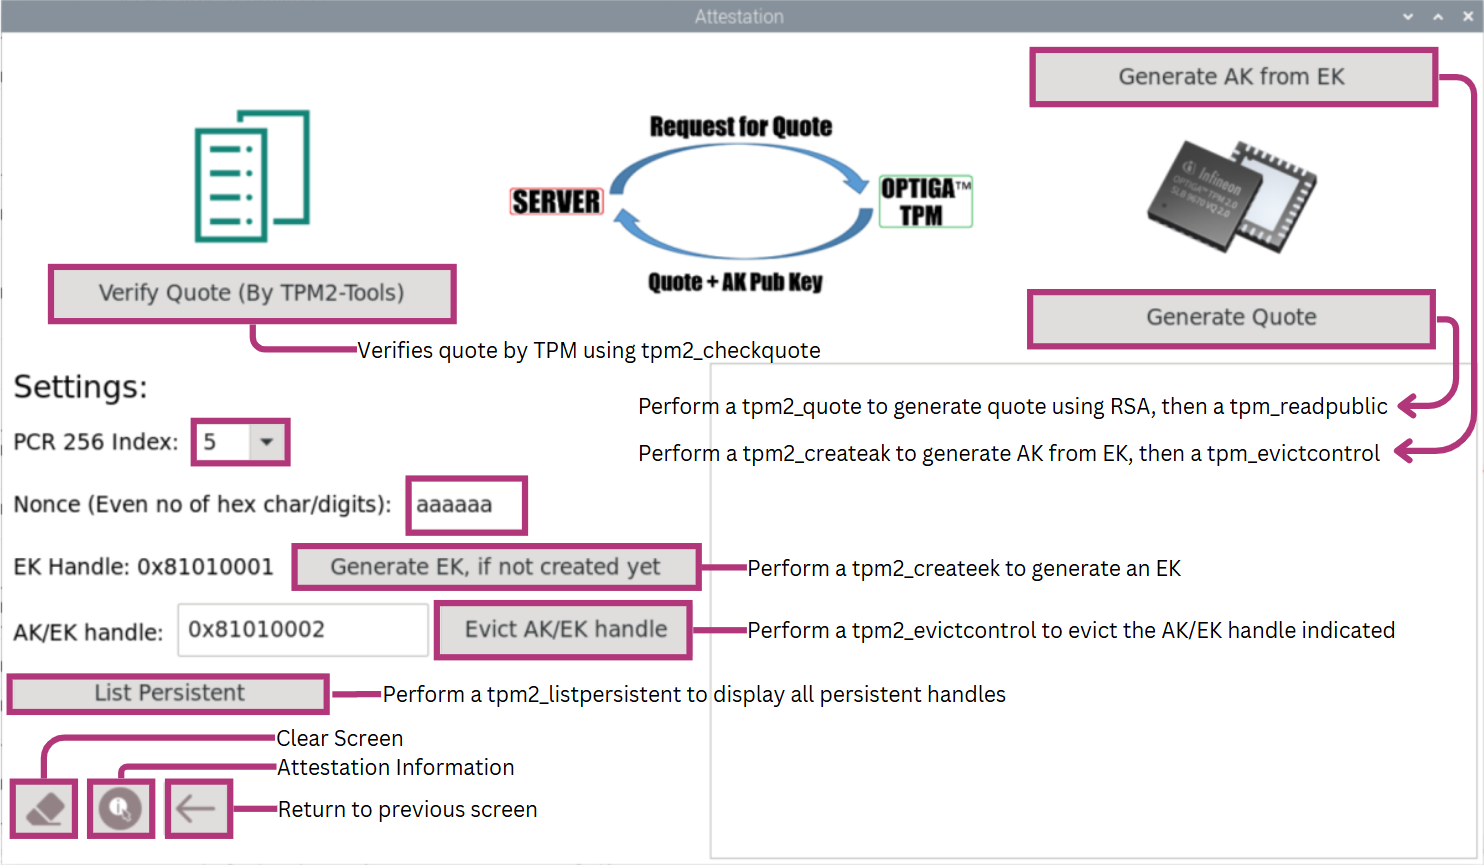 Attestation
Generate AK from EK
Request for Quote
SERVER
OPTIGA™
TPM
Infineon
OPTIGA™ TPM 2.0
SLB 9670 VQ 2.0
Quote + AK Pub Key
Verify Quote (By TPM2-Tools)
Generate Quote
Verifies quote by TPM using tpm2_checkquote
Settings:
Perform a tpm2_quote to generate quote using RSA, then a tpm_readpublic
PCR 256 Index: 5
Perform a tpm2_createak to generate AK from EK, then a tpm_evictcontrol
Nonce (Even no of hex char/digits): aaaaaa
EK Handle: 0x81010001 Generate EK, if not created yet
Perform a tpm2_createek to generate an EK
AK/EK handle: 0x81010002 Evict AK/EK handle
Perform a tpm2_evictcontrol to evict the AK/EK handle indicated
List Persistent
Perform a tpm2_listpersistent to display all persistent handles
Clear Screen
Attestation Information
Return to previous screen